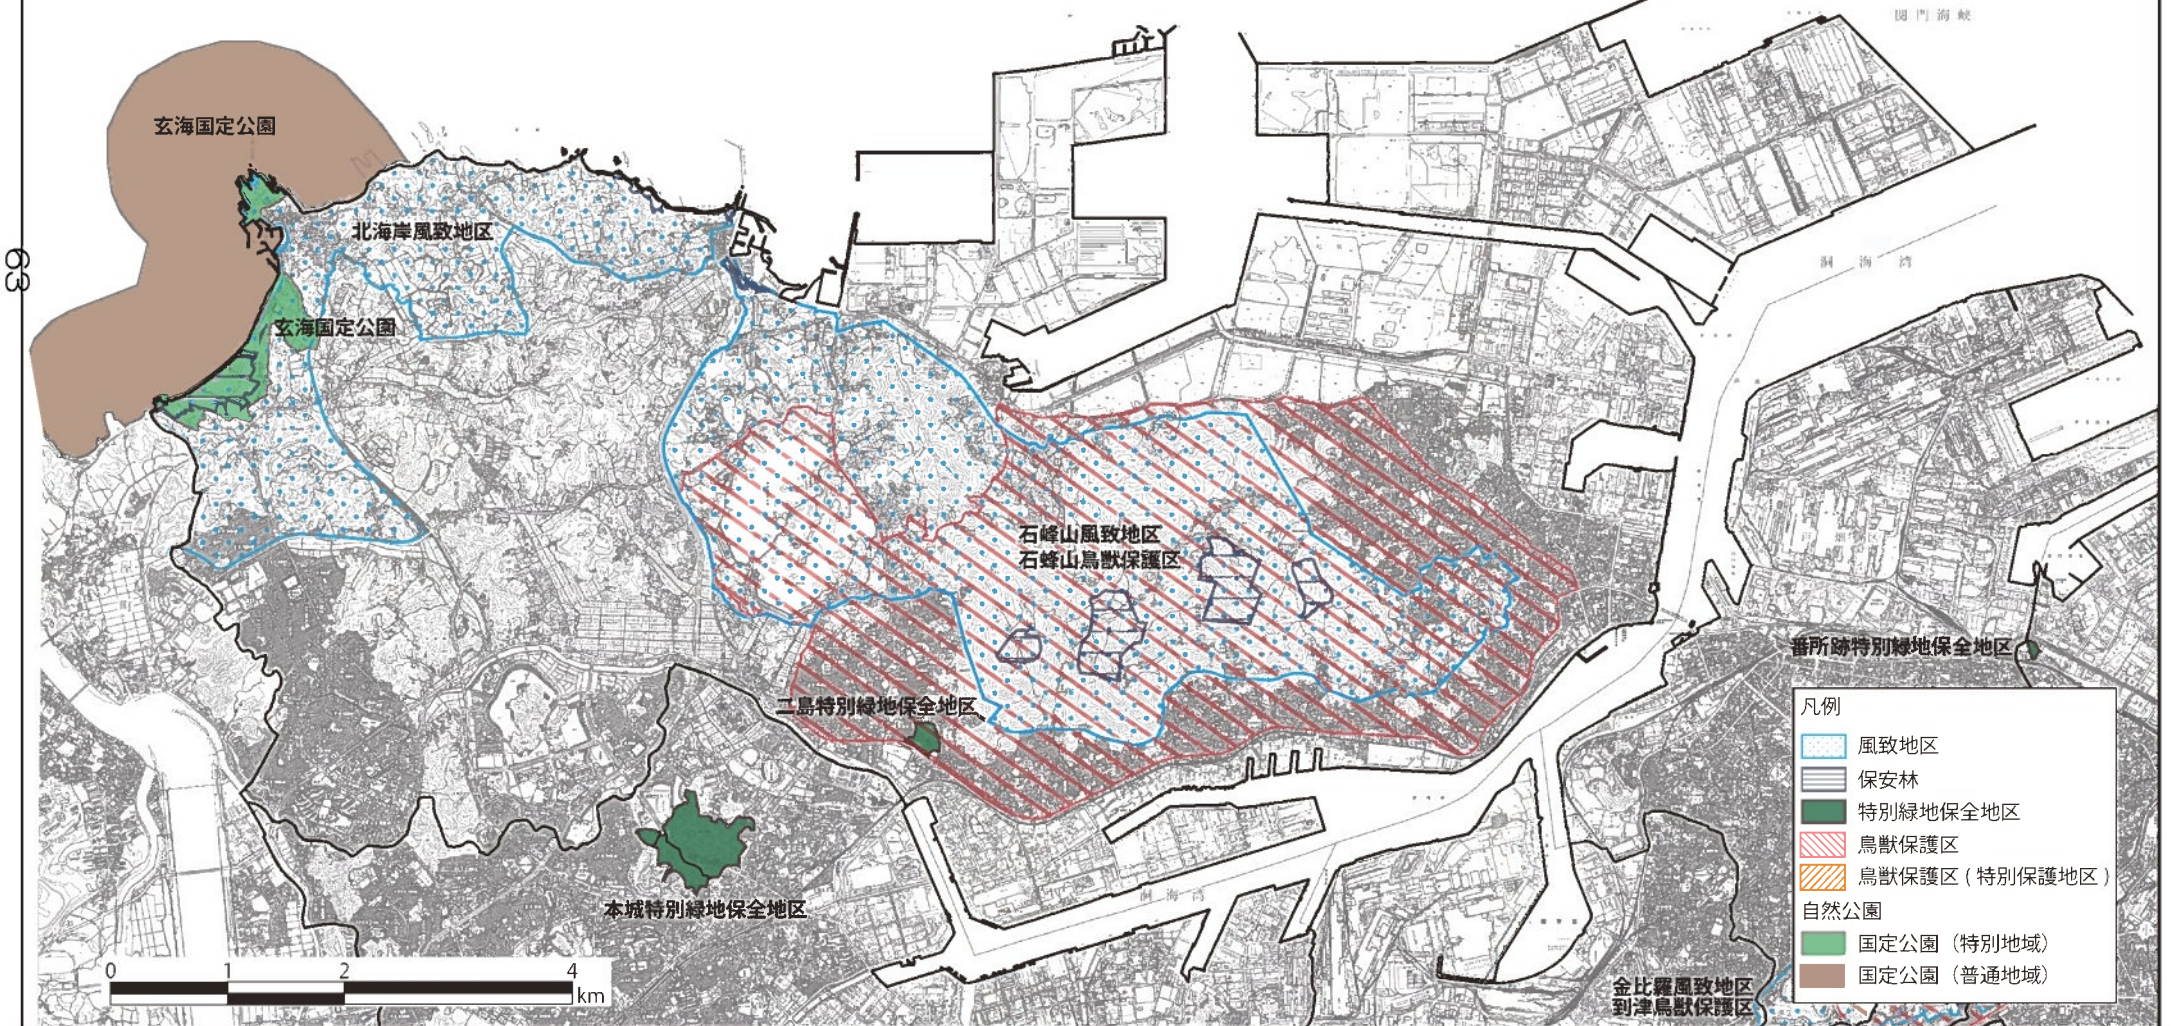 関門海峡
玄海国定公園
北海岸風致地区
63
洞海湾
玄海国定公園
石峰山風致地区
石蜂山鳥獣保護区
番所跡特別緑地保全地区
二島特別緑地保全地区
本城特別緑地保全地区
洞海湾
金比羅風致地区
到津鳥獣保護区
0 1 2 4
km
凡例
風致地区
保安林
特別緑地保全地区
鳥獣保護区
鳥獣保護区 ( 特別保護地区 )
自然公園
国定公園（特別地域）
国定公園（普通地域）